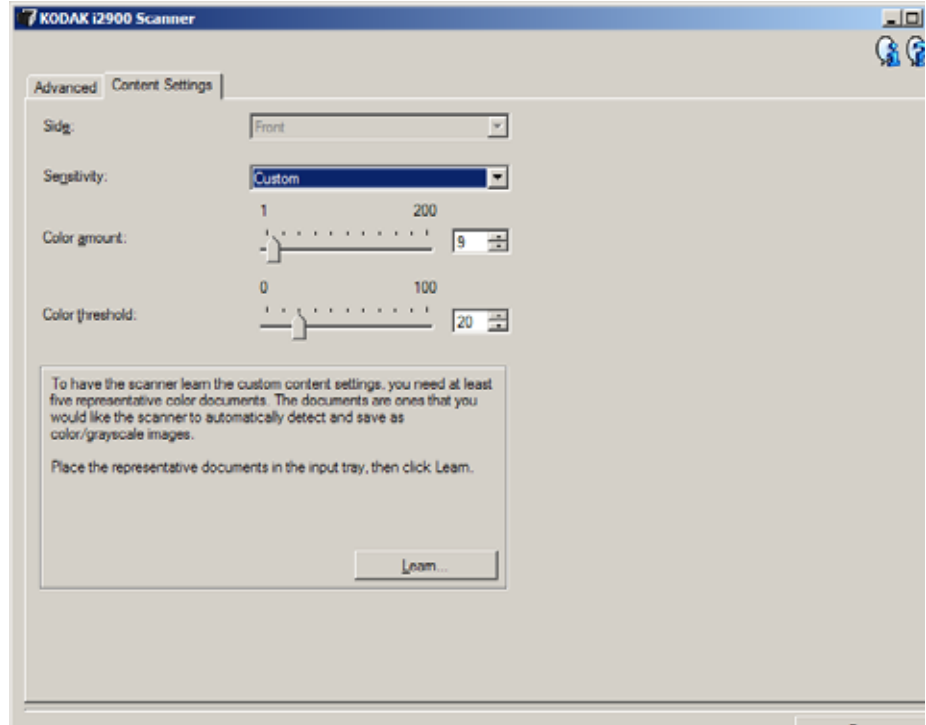 KODAK i2900 Scanner
Advanced
Content Settings
Side:
Front
Sensitivity:
Custom
1 200
Color amount:
9
0 100
Color threshold:
20
To have the scanner learn the custom content settings, you need at least
five representative color documents. The documents are ones that you
would like the scanner to automatically detect and save as
color/grayscale images.
Place the representative documents in the input tray, then click Learn.
Learn...